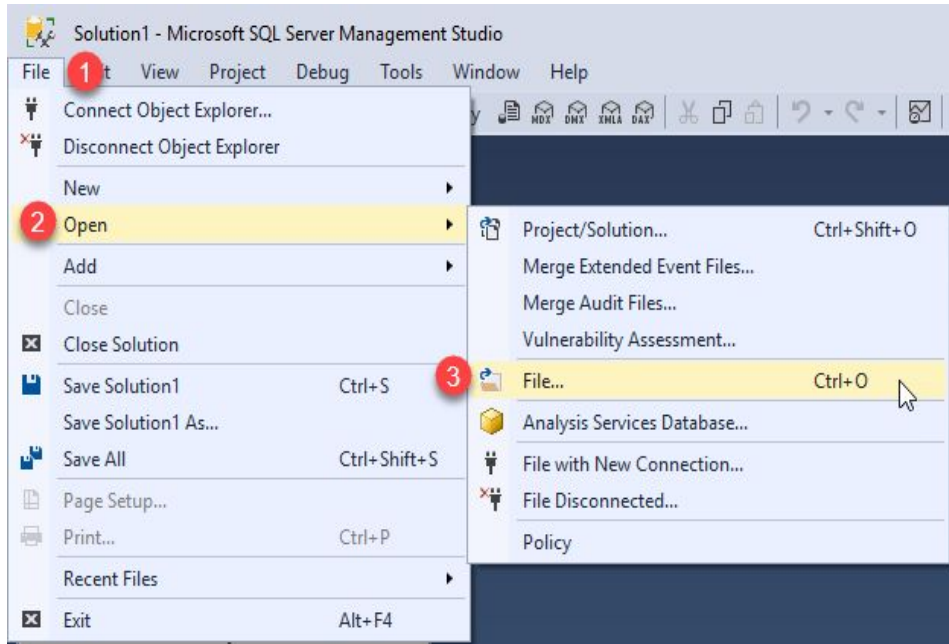 Solution1 - Microsoft SQL Server Management Studio
File 1 t View Project Debug Tools Window Help
Connect Object Explorer...
MDX DMX XMLA DAX
Disconnect Object Explorer
New
2 Open
Project/Solution... Ctrl+Shift+O
Add
Merge Extended Event Files...
Close
Merge Audit Files...
Close Solution
Vulnerability Assessment...
Save Solution1 Ctrl+S
3 File... Ctrl+O
Save Solution1 As...
Analysis Services Database...
Save All Ctrl+Shift+S
File with New Connection...
Page Setup...
File Disconnected...
Print... Ctrl+P
Policy
Recent Files
Exit Alt+F4